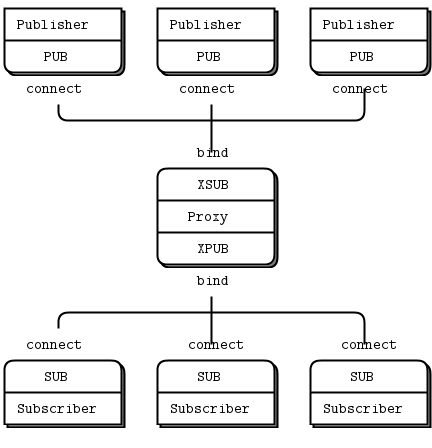 Publisher Publisher Publisher
PUB PUB PUB
connect connect connect
bind
XSUB
Proxy
XPUB
bind
connect connect connect
SUB SUB SUB
Subscriber Subscriber Subscriber